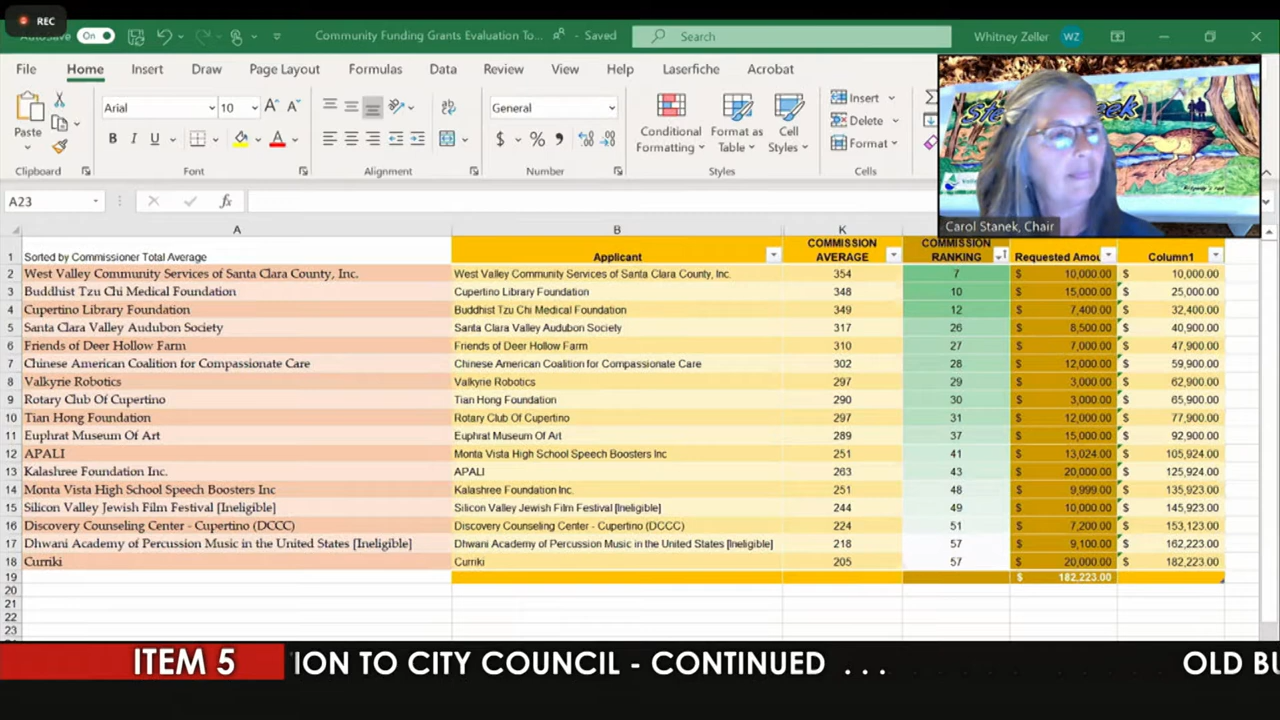 REC
AutoSave On Community Funding Grants Evaluation To... Saved Search Whitney Zeller WZ
File Home Insert Draw Page Layout Formulas Data Review View Help Laserfiche Acrobat
Arial 10 A A General Insert
Paste B I U A $ % Conditional Formatting Format as Table Cell Styles Delete
Format
Clipboard Font Alignment Number Styles Cells
Carol Stanek, Chair
A23 fx
A B K
1 Sorted by Commissioner Total Average Applicant COMMISSION AVERAGE COMMISSION RANKING Requested Amou Column1
2 West Valley Community Services of Santa Clara County, Inc. West Valley Community Services of Santa Clara County, Inc. 354 7 $ 10,000.00 $ 10,000.00
3 Buddhist Tzu Chi Medical Foundation Cupertino Library Foundation 348 10 $ 15,000.00 $ 25,000.00
4 Cupertino Library Foundation Buddhist Tzu Chi Medical Foundation 349 12 $ 7,400.00 $ 32,400.00
5 Santa Clara Valley Audubon Society Santa Clara Valley Audubon Society 317 26 $ 8,500.00 $ 40,900.00
6 Friends of Deer Hollow Farm Friends of Deer Hollow Farm 310 27 $ 7,000.00 $ 47,900.00
7 Chinese American Coalition for Compassionate Care Chinese American Coalition for Compassionate Care 302 28 $ 12,000.00 $ 59,900.00
8 Valkyrie Robotics Valkyrie Robotics 297 29 $ 3,000.00 $ 62,900.00
9 Rotary Club Of Cupertino Tian Hong Foundation 290 30 $ 3,000.00 $ 65,900.00
10 Tian Hong Foundation Rotary Club Of Cupertino 297 31 $ 12,000.00 $ 77,900.00
11 Euphrat Museum Of Art Euphrat Museum Of Art 289 37 $ 15,000.00 $ 92,900.00
12 APALI Monta Vista High School Speech Boosters Inc 251 41 $ 13,024.00 $ 105,924.00
13 Kalashree Foundation Inc. APALI 263 43 $ 20,000.00 $ 125,924.00
14 Monta Vista High School Speech Boosters Inc Kalashree Foundation Inc. 251 48 $ 9,999.00 $ 135,923.00
15 Silicon Valley Jewish Film Festival [Ineligible] Silicon Valley Jewish Film Festival [Ineligible] 244 49 $ 10,000.00 $ 145,923.00
16 Discovery Counseling Center - Cupertino (DCCC) Discovery Counseling Center - Cupertino (DCCC) 224 51 $ 7,200.00 $ 153,123.00
17 Dhwani Academy of Percussion Music in the United States [Ineligible] Dhwani Academy of Percussion Music in the United States [Ineligible] 218 57 $ 9,100.00 $ 162,223.00
18 Curriki Curriki 205 57 $ 20,000.00 $ 182,223.00
19 $ 182,223.00
20
21
22
23
ITEM 5 ION TO CITY COUNCIL - CONTINUED . . . OLD BU